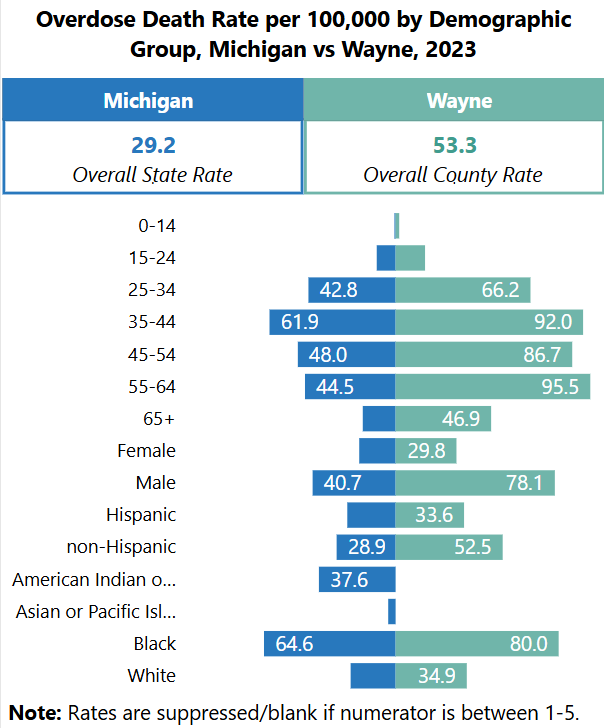 Overdose Death Rate per 100,000 by Demographic
Group, Michigan vs Wayne, 2023
Michigan Wayne
29.2 53.3
Overall State Rate Overall County Rate
0-14
15-24
25-34 42.8 66.2
35-44 61.9 92.0
45-54 48.0 86.7
55-64 44.5 95.5
65+ 46.9
Female 29.8
Male 40.7 78.1
Hispanic 33.6
non-Hispanic 28.9 52.5
American Indian o... 37.6
Asian or Pacific Isl...
Black 64.6 80.0
White 34.9
Note: Rates are suppressed/blank if numerator is between 1-5.